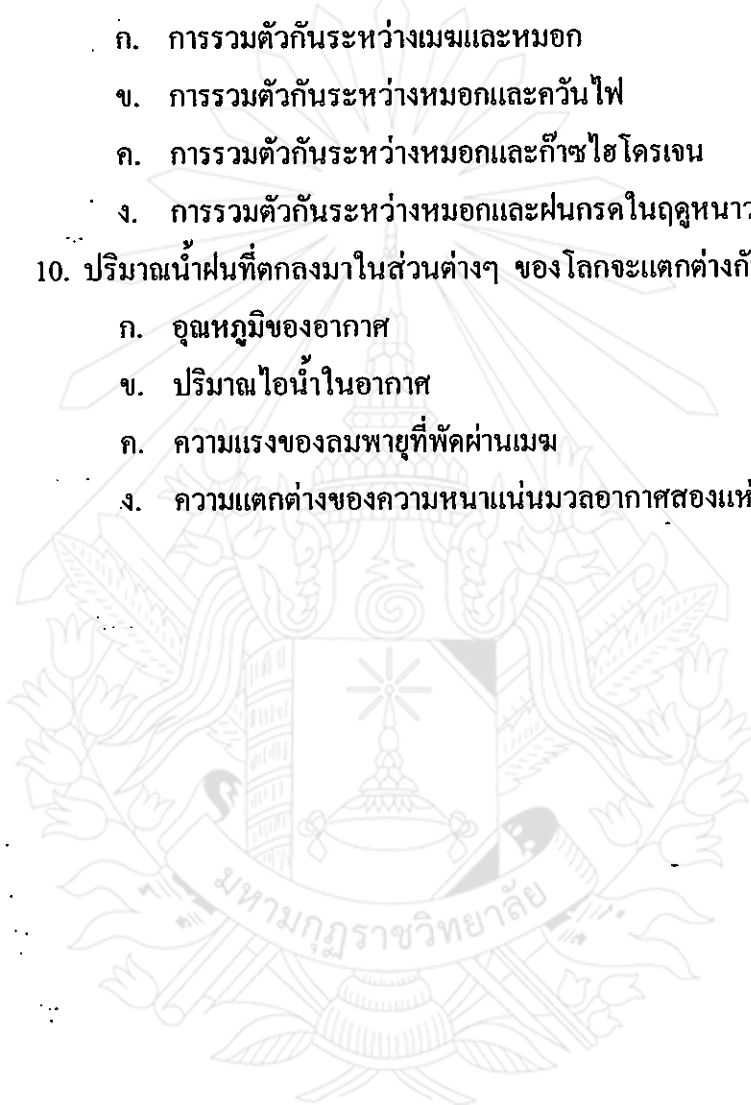 ก. การรวมตัวกันระหว่างเมฆและหมอก
ข. การรวมตัวกันระหว่างหมอกและควันไฟ
ค. การรวมตัวกันระหว่างหมอกและก๊าซไฮโดรเจน
ง. การรวมตัวกันระหว่างหมอกและฝนกรดในฤดูหนาว
10. ปริมาณน้ำฝนที่ตกลงมาในส่วนต่างๆ ของโลกจะแตกต่างกั
ก. อุณหภูมิของอากาศ
ข. ปริมาณไอน้ำในอากาศ
ค. ความแรงของลมพายุที่พัดผ่านเมฆ
ง. ความแตกต่างของความหนาแน่นมวลอากาศสองแห่
มหามกุฏราชวิทยาลัย